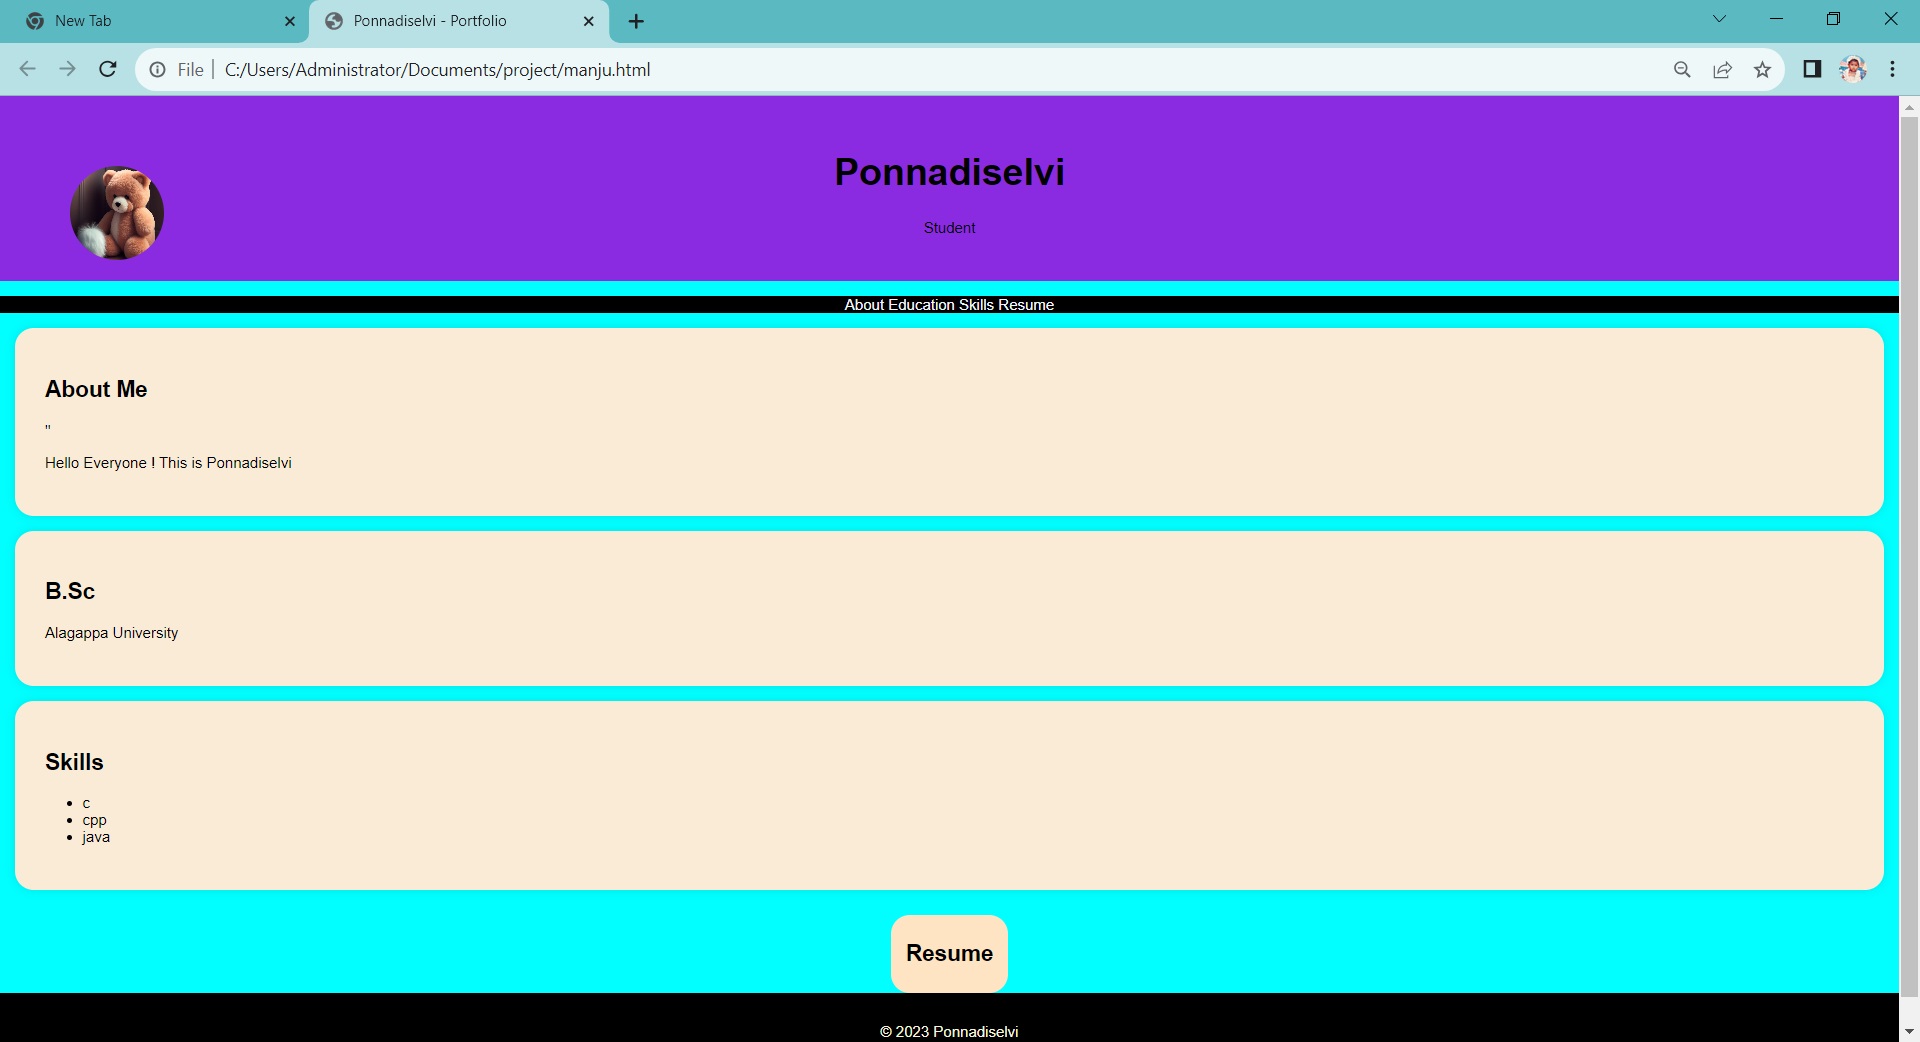 New Tab
Ponnadiselvi - Portfolio
File
C:/Users/Administrator/Documents/project/manju.html
Ponnadiselvi
Student
About Education Skills Resume
About Me
"
Hello Everyone ! This is Ponnadiselvi
B.Sc
Alagappa University
Skills
• c
• cpp
• java
Resume
© 2023 Ponnadiselvi